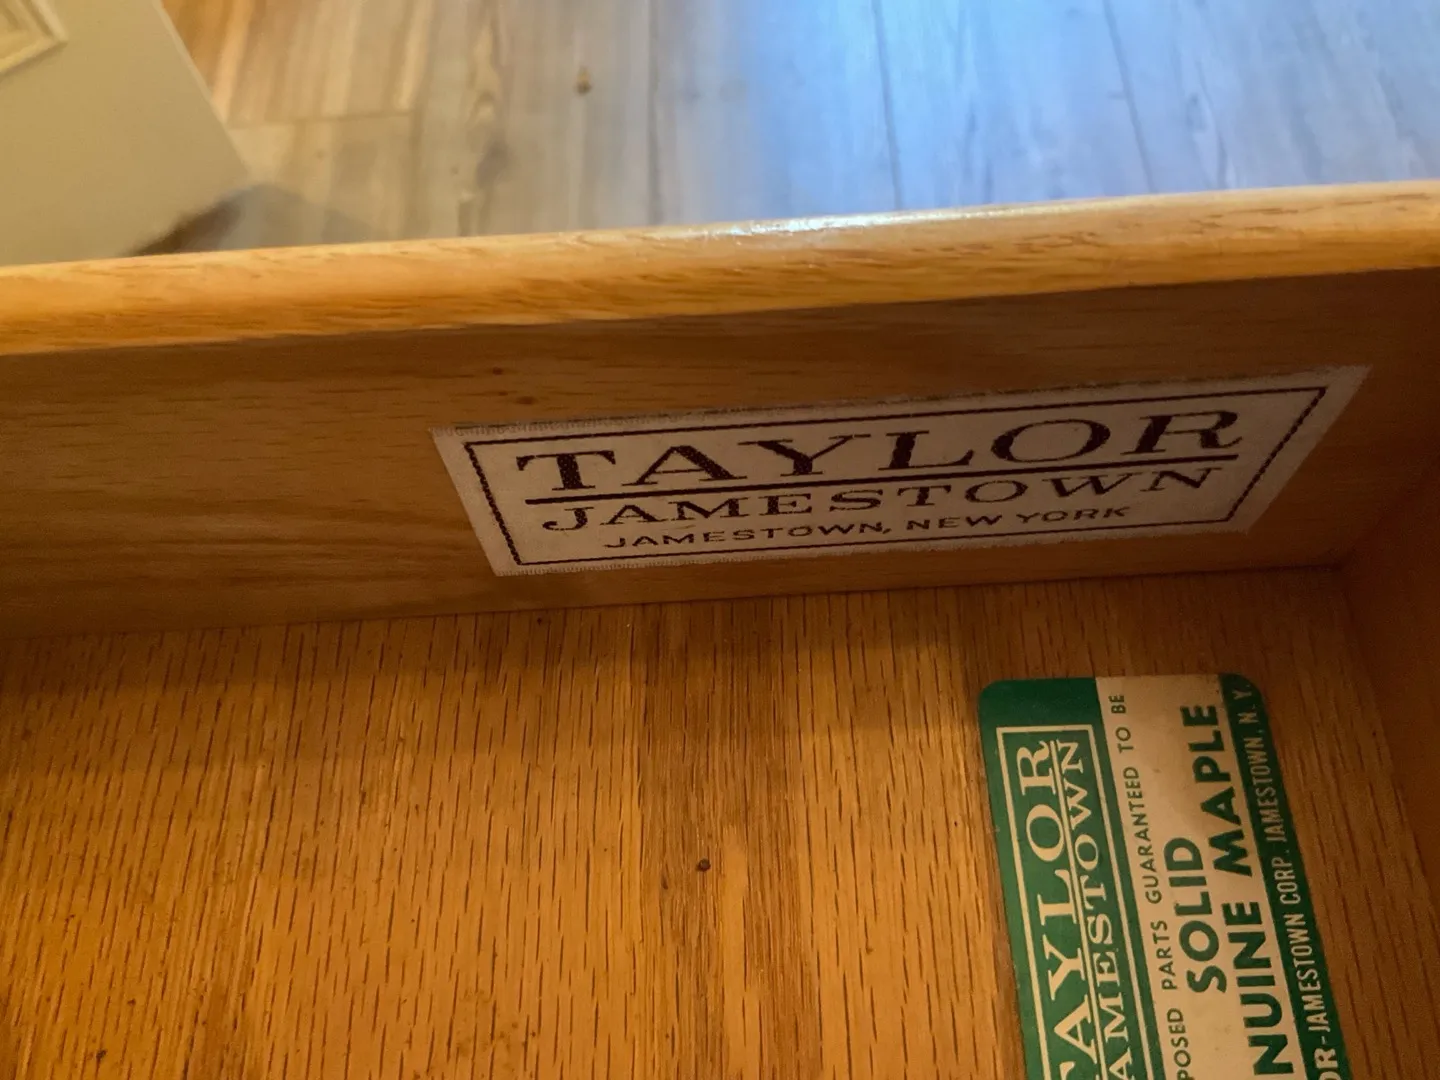 TAYLOR
JAMESTOWN
JAMESTOWN, NEW YORK
TAYLOR
JAMESTOWN
POSED PARTS GUARANTEED TO BE
SOLID
NUINE MAPLE
OR-JAMESTOWN CORP. JAMESTOWN, N.Y.